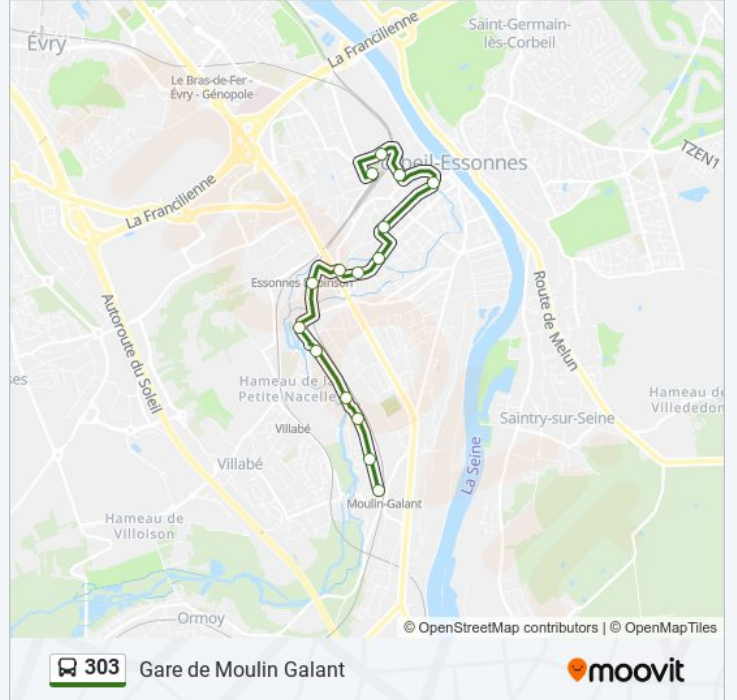 Saint-Germain-
lès-Corbeil
Évry
La Francilienne
Le Bras-de-Fer -
Évry - Génopole
TZEN1
Corbeil-Essonnes
La Francilienne
Essonnes Robinson
Route de Melun
Autoroute du Soleil
ses
Hameau de la
Petite Nacelle
Hameau de
Villededon
Villabé
Saintry-sur-Seine
La Seine
Villabé
Moulin-Galant
Hameau de
Villoison
Ormoy
© OpenStreetMap contributors | © OpenMapTiles
303 Gare de Moulin Galant
moovit